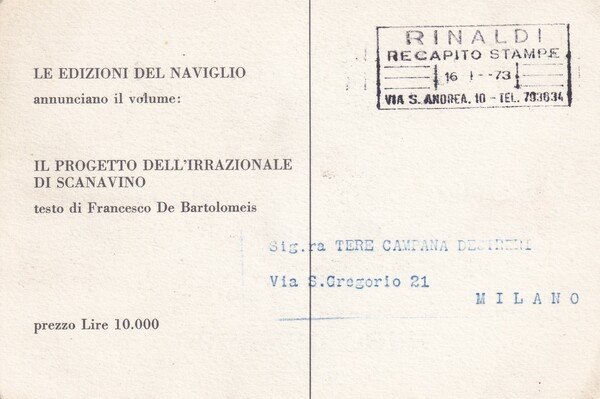 LE EDIZIONI DEL NAVIGLIO
annunciano il volume:
IL PROGETTO DELL'IRRAZIONALE
DI SCANAVINO
testo di Francesco De Bartolomeis
prezzo Lire 10.000
RINALDI
RECAPITO STAMPE
16 I -73
VIA S. ANDREA, 10 - TEL. 793634
Sig.ra TERE CAMPANA
Via S.Gregorio 21
MILANO